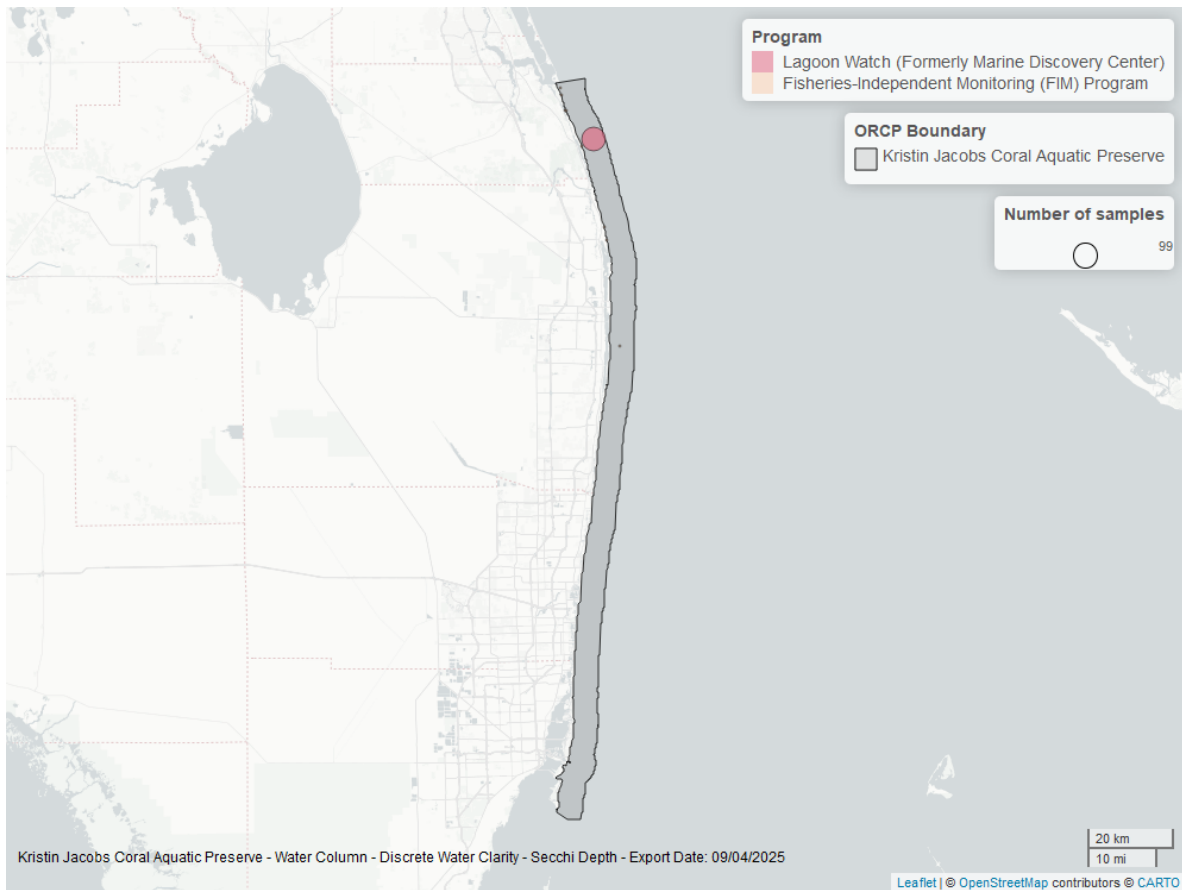 Program
Lagoon Watch (Formerly Marine Discovery Center)
Fisheries-Independent Monitoring (FIM) Program
ORCP Boundary
Kristin Jacobs Coral Aquatic Preserve
Number of samples
99
20 km
10 mi
Kristin Jacobs Coral Aquatic Preserve - Water Column - Discrete Water Clarity - Secchi Depth - Export Date: 09/04/2025
Leaflet | © OpenStreetMap contributors © CARTO